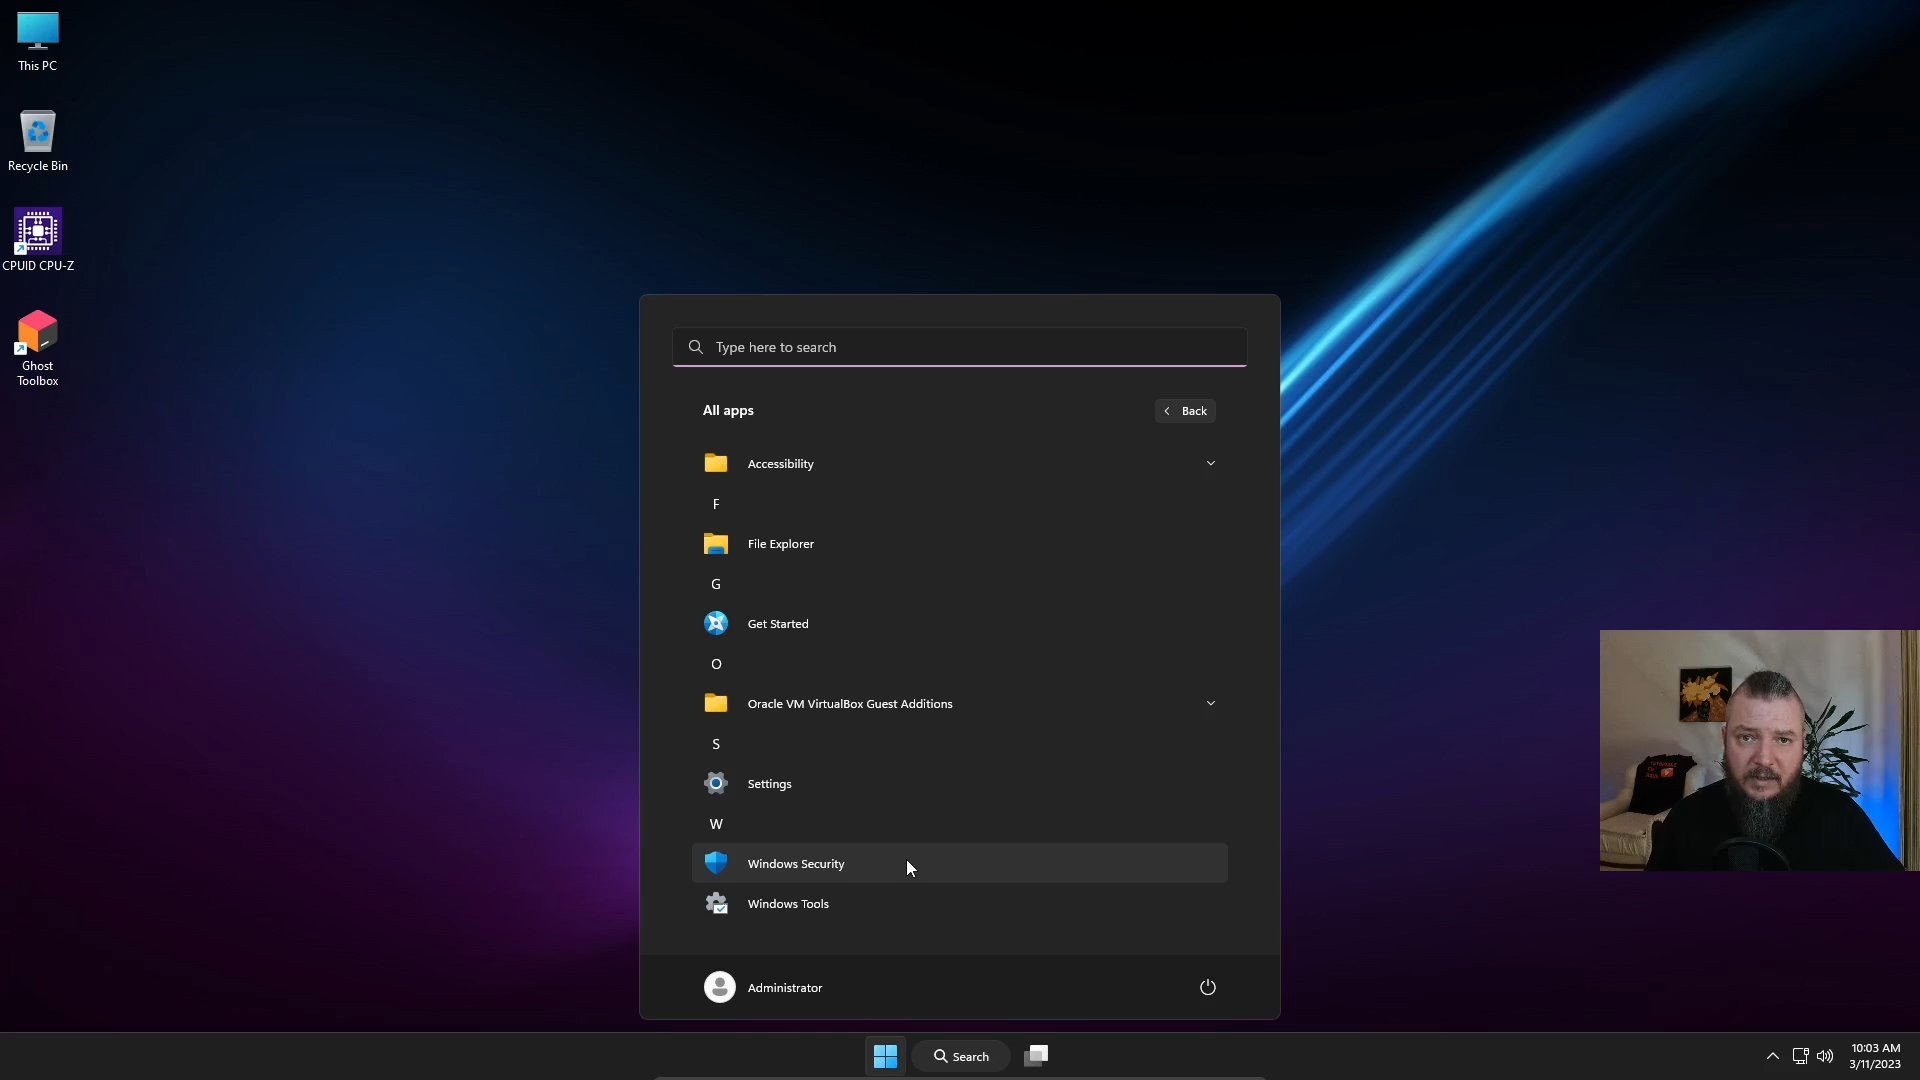 This PC
Recycle Bin
CPUID CPU-Z
Ghost
Toolbox
Type here to search
All apps
Back
Accessibility
F
File Explorer
G
Get Started
O
Oracle VM VirtualBox Guest Additions
S
Settings
W
Windows Security
Windows Tools
Administrator
Search
10:03 AM
3/11/2023